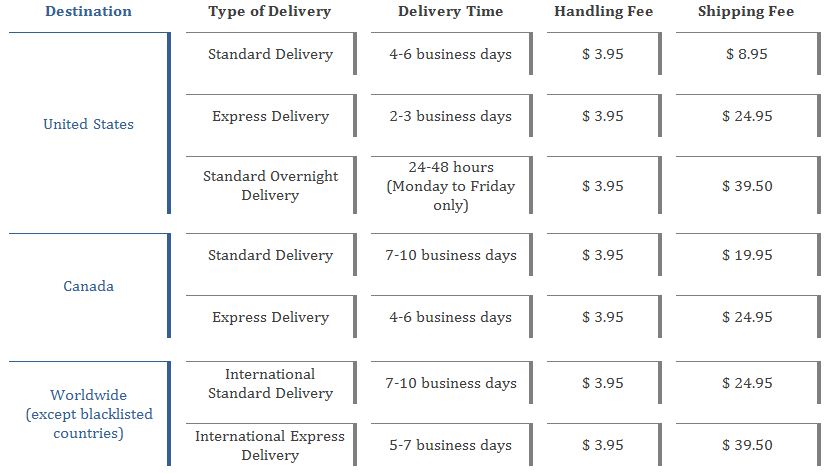 Destination Type of Delivery Delivery Time Handling Fee Shipping Fee
United States
Standard Delivery 4-6 business days $ 3.95 $ 8.95
Express Delivery 2-3 business days $ 3.95 $ 24.95
Standard Overnight
Delivery
24-48 hours
(Monday to Friday
only)
$ 3.95 $ 39.50
Canada
Standard Delivery 7-10 business days $ 3.95 $ 19.95
Express Delivery 4-6 business days $ 3.95 $ 24.95
Worldwide
(except blacklisted
countries)
International
Standard Delivery
7-10 business days $ 3.95 $ 24.95
International Express
Delivery
5-7 business days $ 3.95 $ 39.50